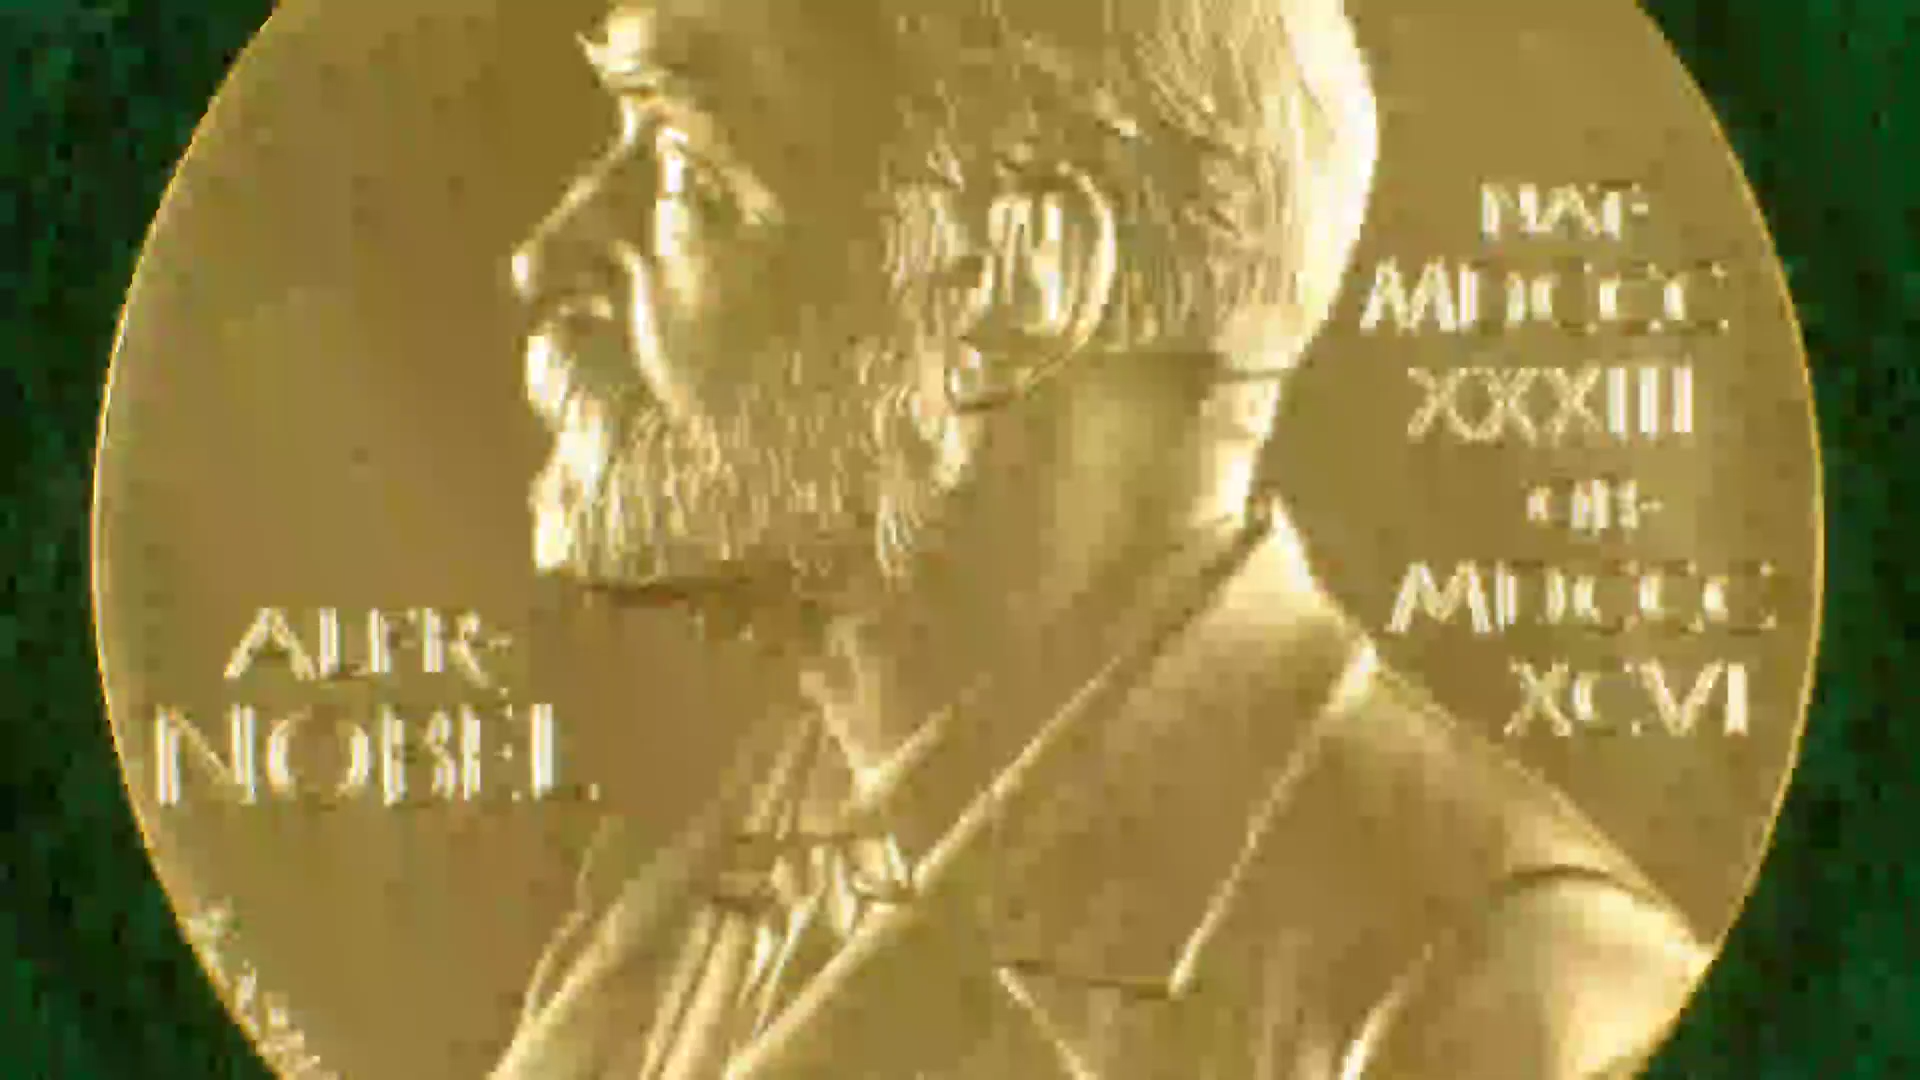 ALFR·
NOBEL
NAT·
MDCCC
XXXIII
OB·
MDCCC
XCVI